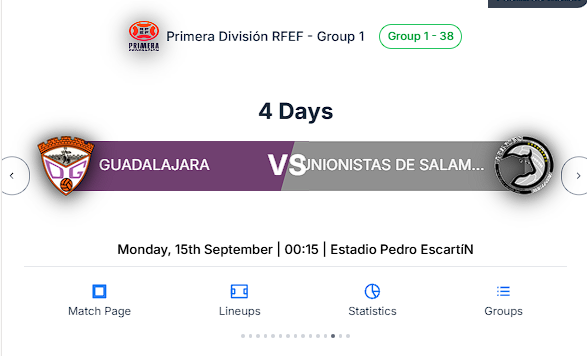 PRIMERA
Primera División RFEF - Group 1
Group 1 - 38
4 Days
GUADALAJARA
VS
UNIONISTAS DE SALAM...
Monday, 15th September | 00:15 | Estadio Pedro EscartíN
Match Page
Lineups
Statistics
Groups